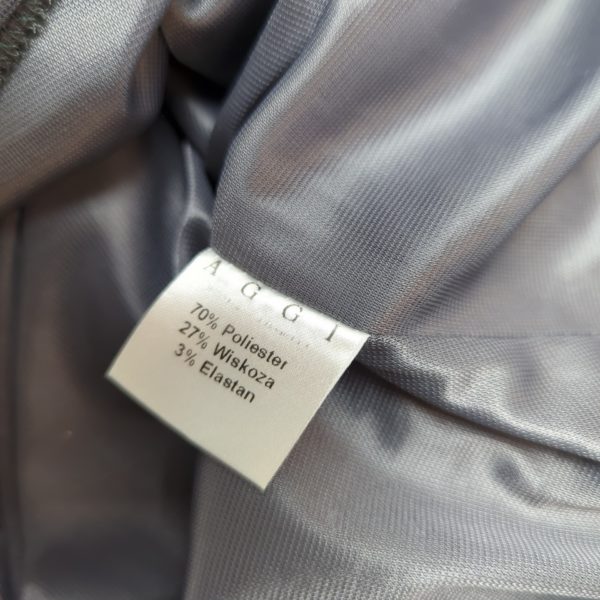 AGGI
70% Poliester
27% Wiskoza
3% Elastan